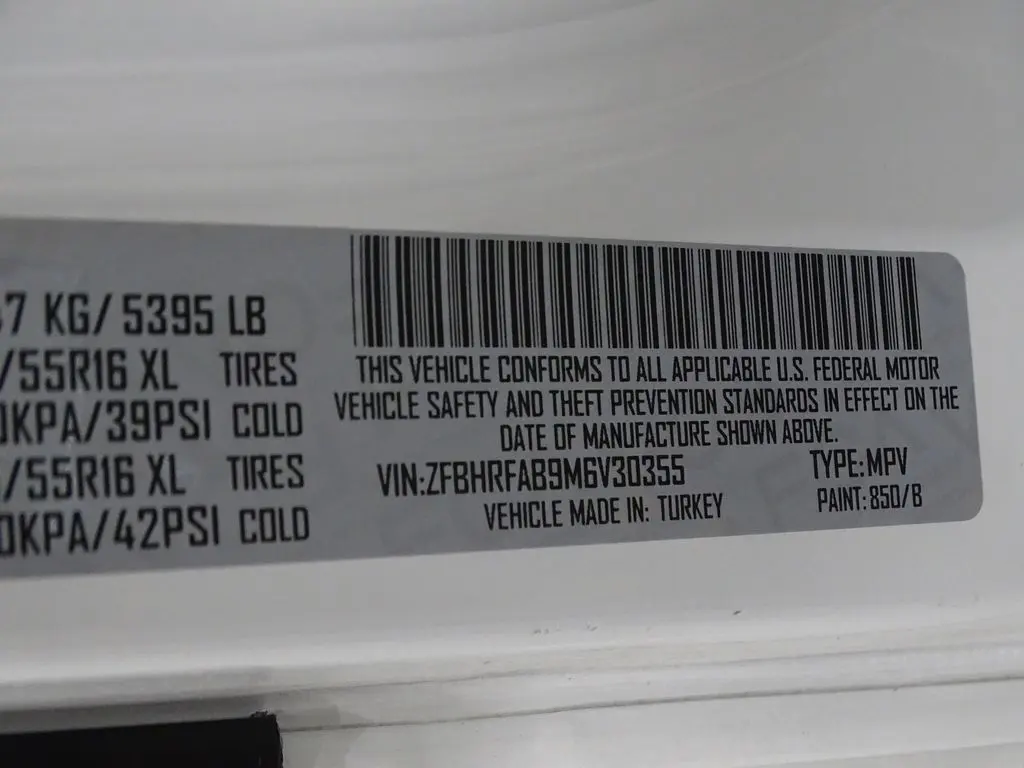 7 KG/ 5395 LB
/55R16 XL TIRES
0KPA/39PSI COLD
/55R16 XL TIRES
0KPA/42PSI COLD
THIS VEHICLE CONFORMS TO ALL APPLICABLE U.S. FEDERAL MOTOR
VEHICLE SAFETY AND THEFT PREVENTION STANDARDS IN EFFECT ON THE
DATE OF MANUFACTURE SHOWN ABOVE.
VIN:ZFBHRFAB9M6V30355 TYPE:MPV
VEHICLE MADE IN: TURKEY PAINT: 850/B